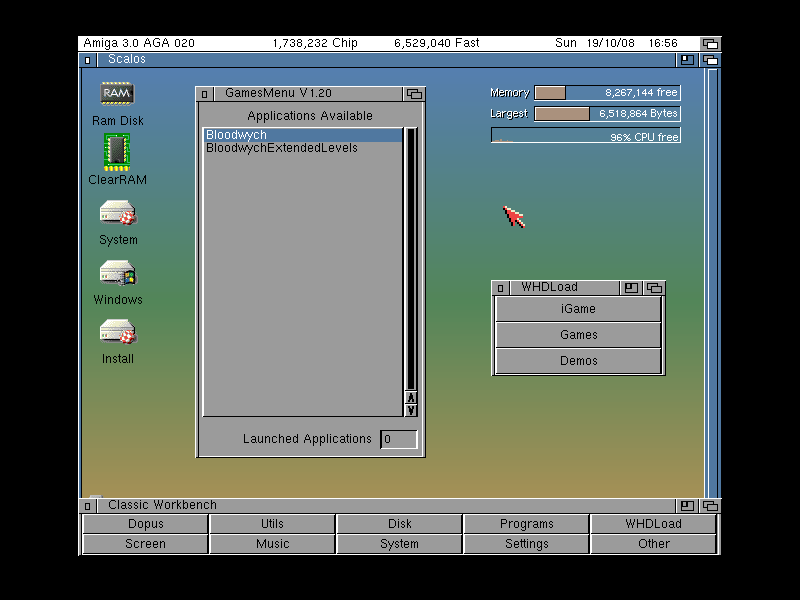 Amiga 3.0 AGA 020 1,738,232 Chip 6,529,040 Fast Sun 19/10/08 16:56
Scalos
RAM
Ram Disk
ClearRAM
System
Windows
Install
GamesMenu V1.20
Applications Available
Bloodwych
BloodwychExtendedLevels
Launched Applications 0
Memory 8,267,144 free
Largest 6,518,864 Bytes
96% CPU free
WHDLoad
iGame
Games
Demos
Classic Workbench
Dopus Utils Disk Programs WHDLoad
Screen Music System Settings Other